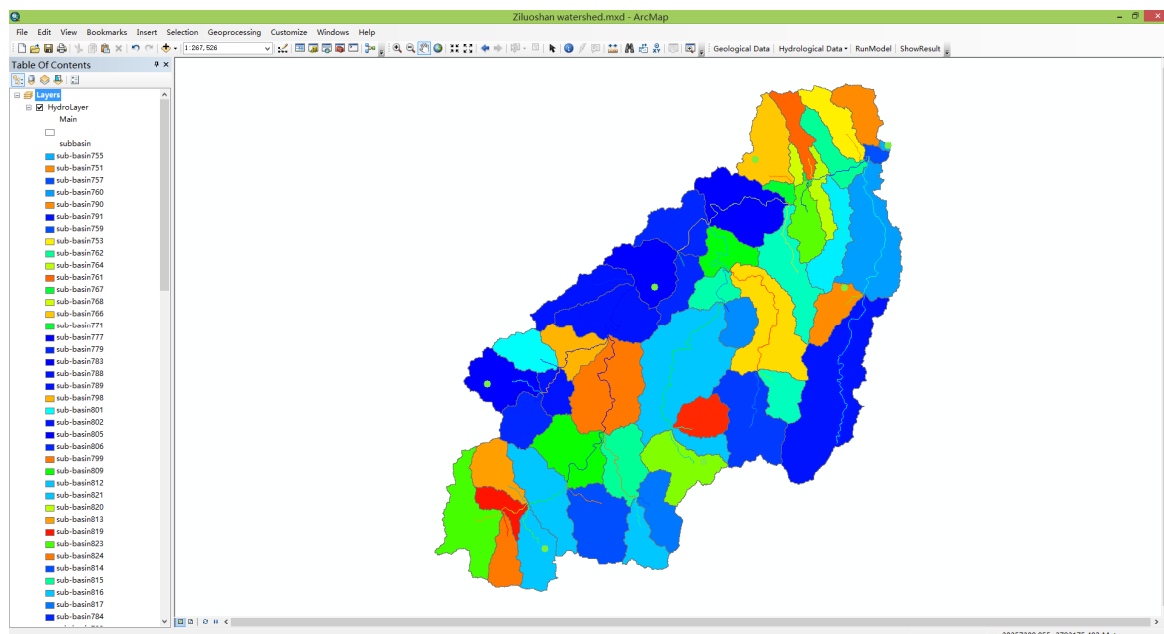 Ziluoshan watershed.mxd - ArcMap
File Edit View Bookmarks Insert Selection Geoprocessing Customize Windows Help
1:267,526
Geological Data Hydrological Data RunModel ShowResult
Table Of Contents
Layers
HydroLayer
Main
subbasin
sub-basin755
sub-basin751
sub-basin757
sub-basin760
sub-basin790
sub-basin791
sub-basin759
sub-basin753
sub-basin762
sub-basin764
sub-basin761
sub-basin767
sub-basin768
sub-basin766
sub-basin771
sub-basin777
sub-basin779
sub-basin783
sub-basin788
sub-basin789
sub-basin798
sub-basin801
sub-basin802
sub-basin805
sub-basin806
sub-basin799
sub-basin809
sub-basin812
sub-basin821
sub-basin820
sub-basin813
sub-basin819
sub-basin823
sub-basin824
sub-basin814
sub-basin815
sub-basin816
sub-basin817
sub-basin784